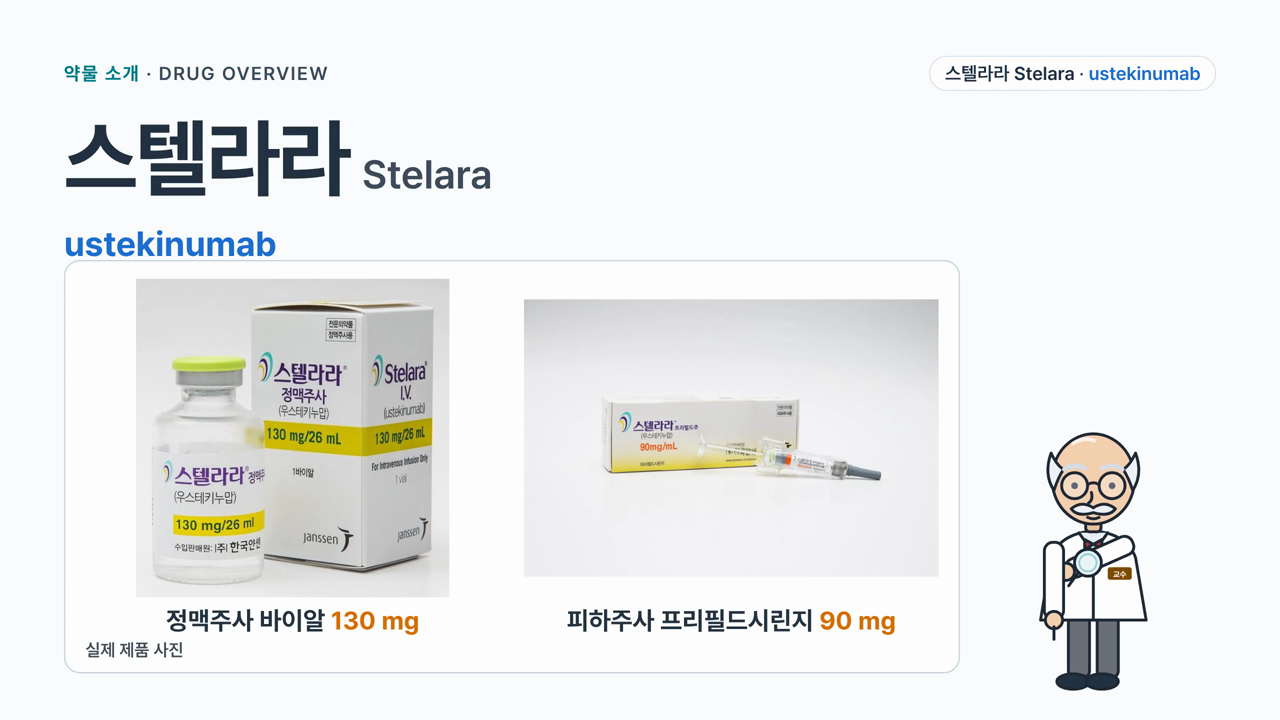 약물 소개 · DRUG OVERVIEW
스텔라라 Stelara · ustekinumab
스텔라라 Stelara
ustekinumab
전문의약품
정맥주사용
스텔라라
정맥주사
(우스테키누맙)
130 mg/26 mL
1바이알
janssen
Stelara
I.V.
(ustekinumab)
130 mg/26 mL
For Intravenous Infusion Only
1 vial
janssen
스텔라라 정맥주
(우스테키누맙)
130 mg/26 ml
수입판매원: (주) 한국얀센
스텔라라 프리필드주
(우스테키누맙)
90mg/mL
정맥주사 바이알 130 mg
피하주사 프리필드시린지 90 mg
실제 제품 사진
교수